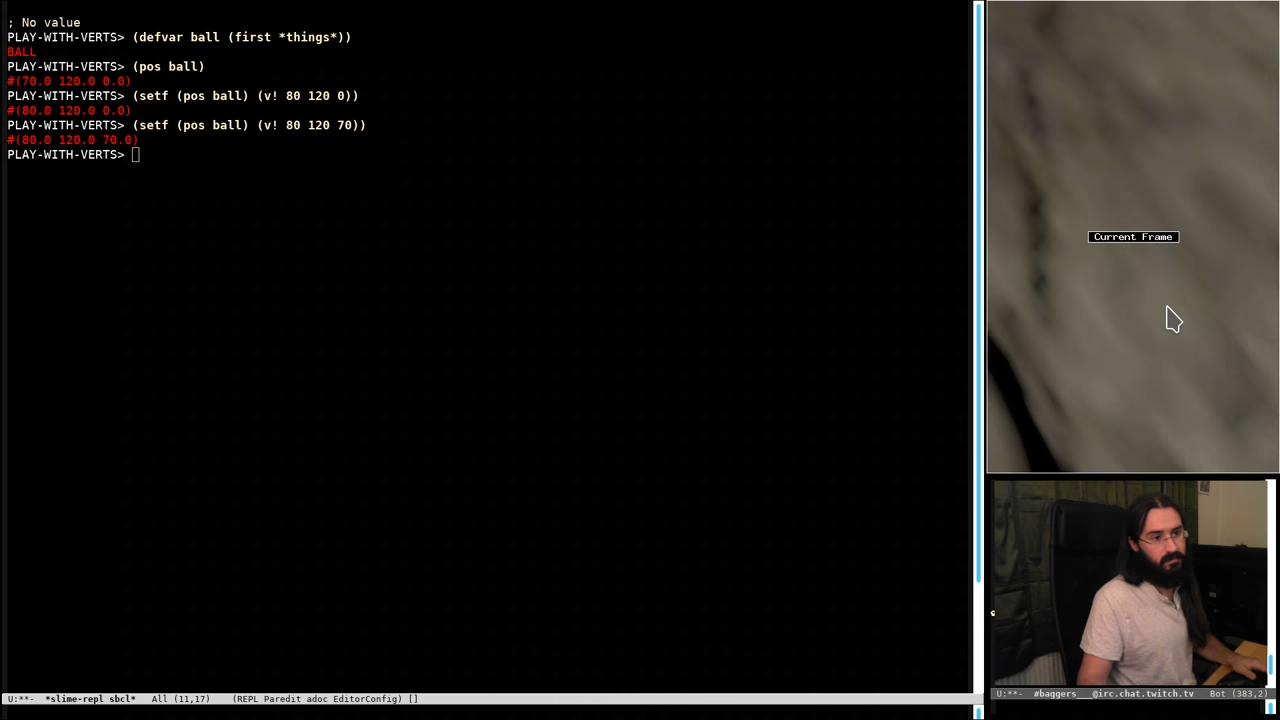 ; No value
PLAY-WITH-VERTS> (defvar ball (first *things*))
BALL
PLAY-WITH-VERTS> (pos ball)
#(70.0 120.0 0.0)
PLAY-WITH-VERTS> (setf (pos ball) (v! 80 120 0))
#(80.0 120.0 0.0)
PLAY-WITH-VERTS> (setf (pos ball) (v! 80 120 70))
#(80.0 120.0 70.0)
PLAY-WITH-VERTS>
Current Frame
U:**-  *slime-repl sbcl*   All (11,17)    (REPL Paredit adoc EditorConfig) []
U:**-  #baggers__@irc.chat.twitch.tv   Bot (383,2)